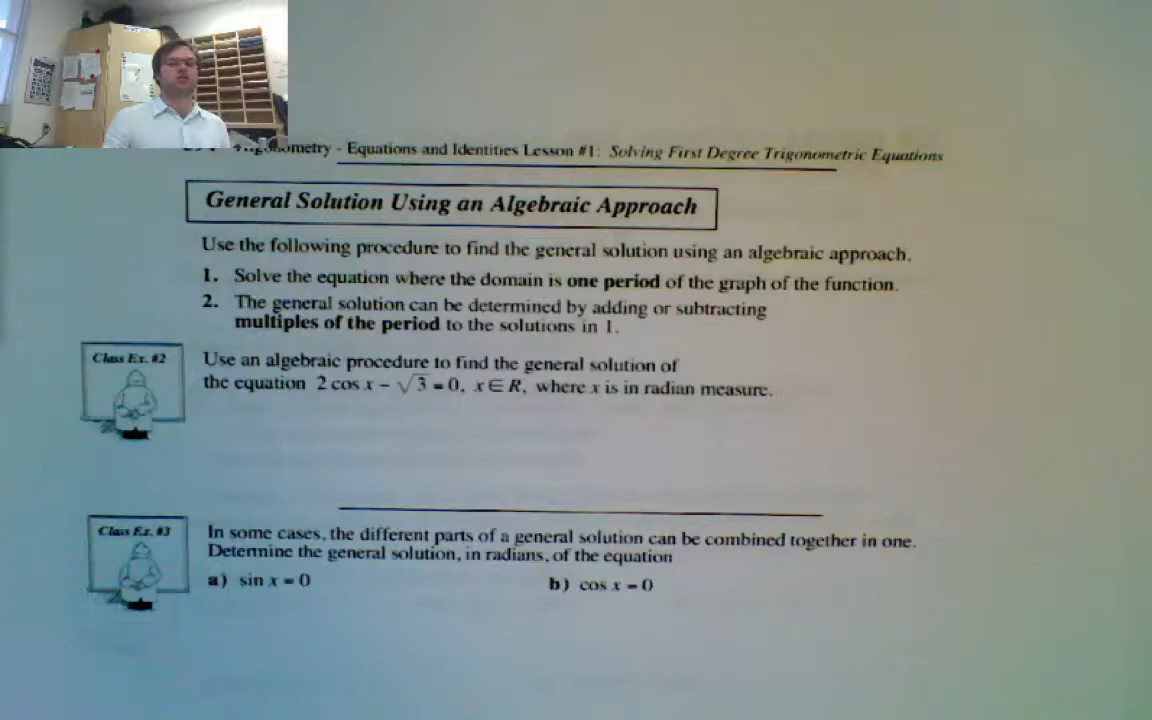 - Equations and Identities Lesson #1: Solving First Degree Trigonometric Equations
General Solution Using an Algebraic Approach
Use the following procedure to find the general solution using an algebraic approach.
1. Solve the equation where the domain is one period of the graph of the function.
2. The general solution can be determined by adding or subtracting
multiples of the period to the solutions in 1.
Class Ex. #2
Use an algebraic procedure to find the general solution of
the equation 2 cos x − √3 = 0, x ∈ R, where x is in radian measure.
Class Ex. #3
In some cases, the different parts of a general solution can be combined together in one.
Determine the general solution, in radians, of the equation
a) sin x = 0 b) cos x = 0